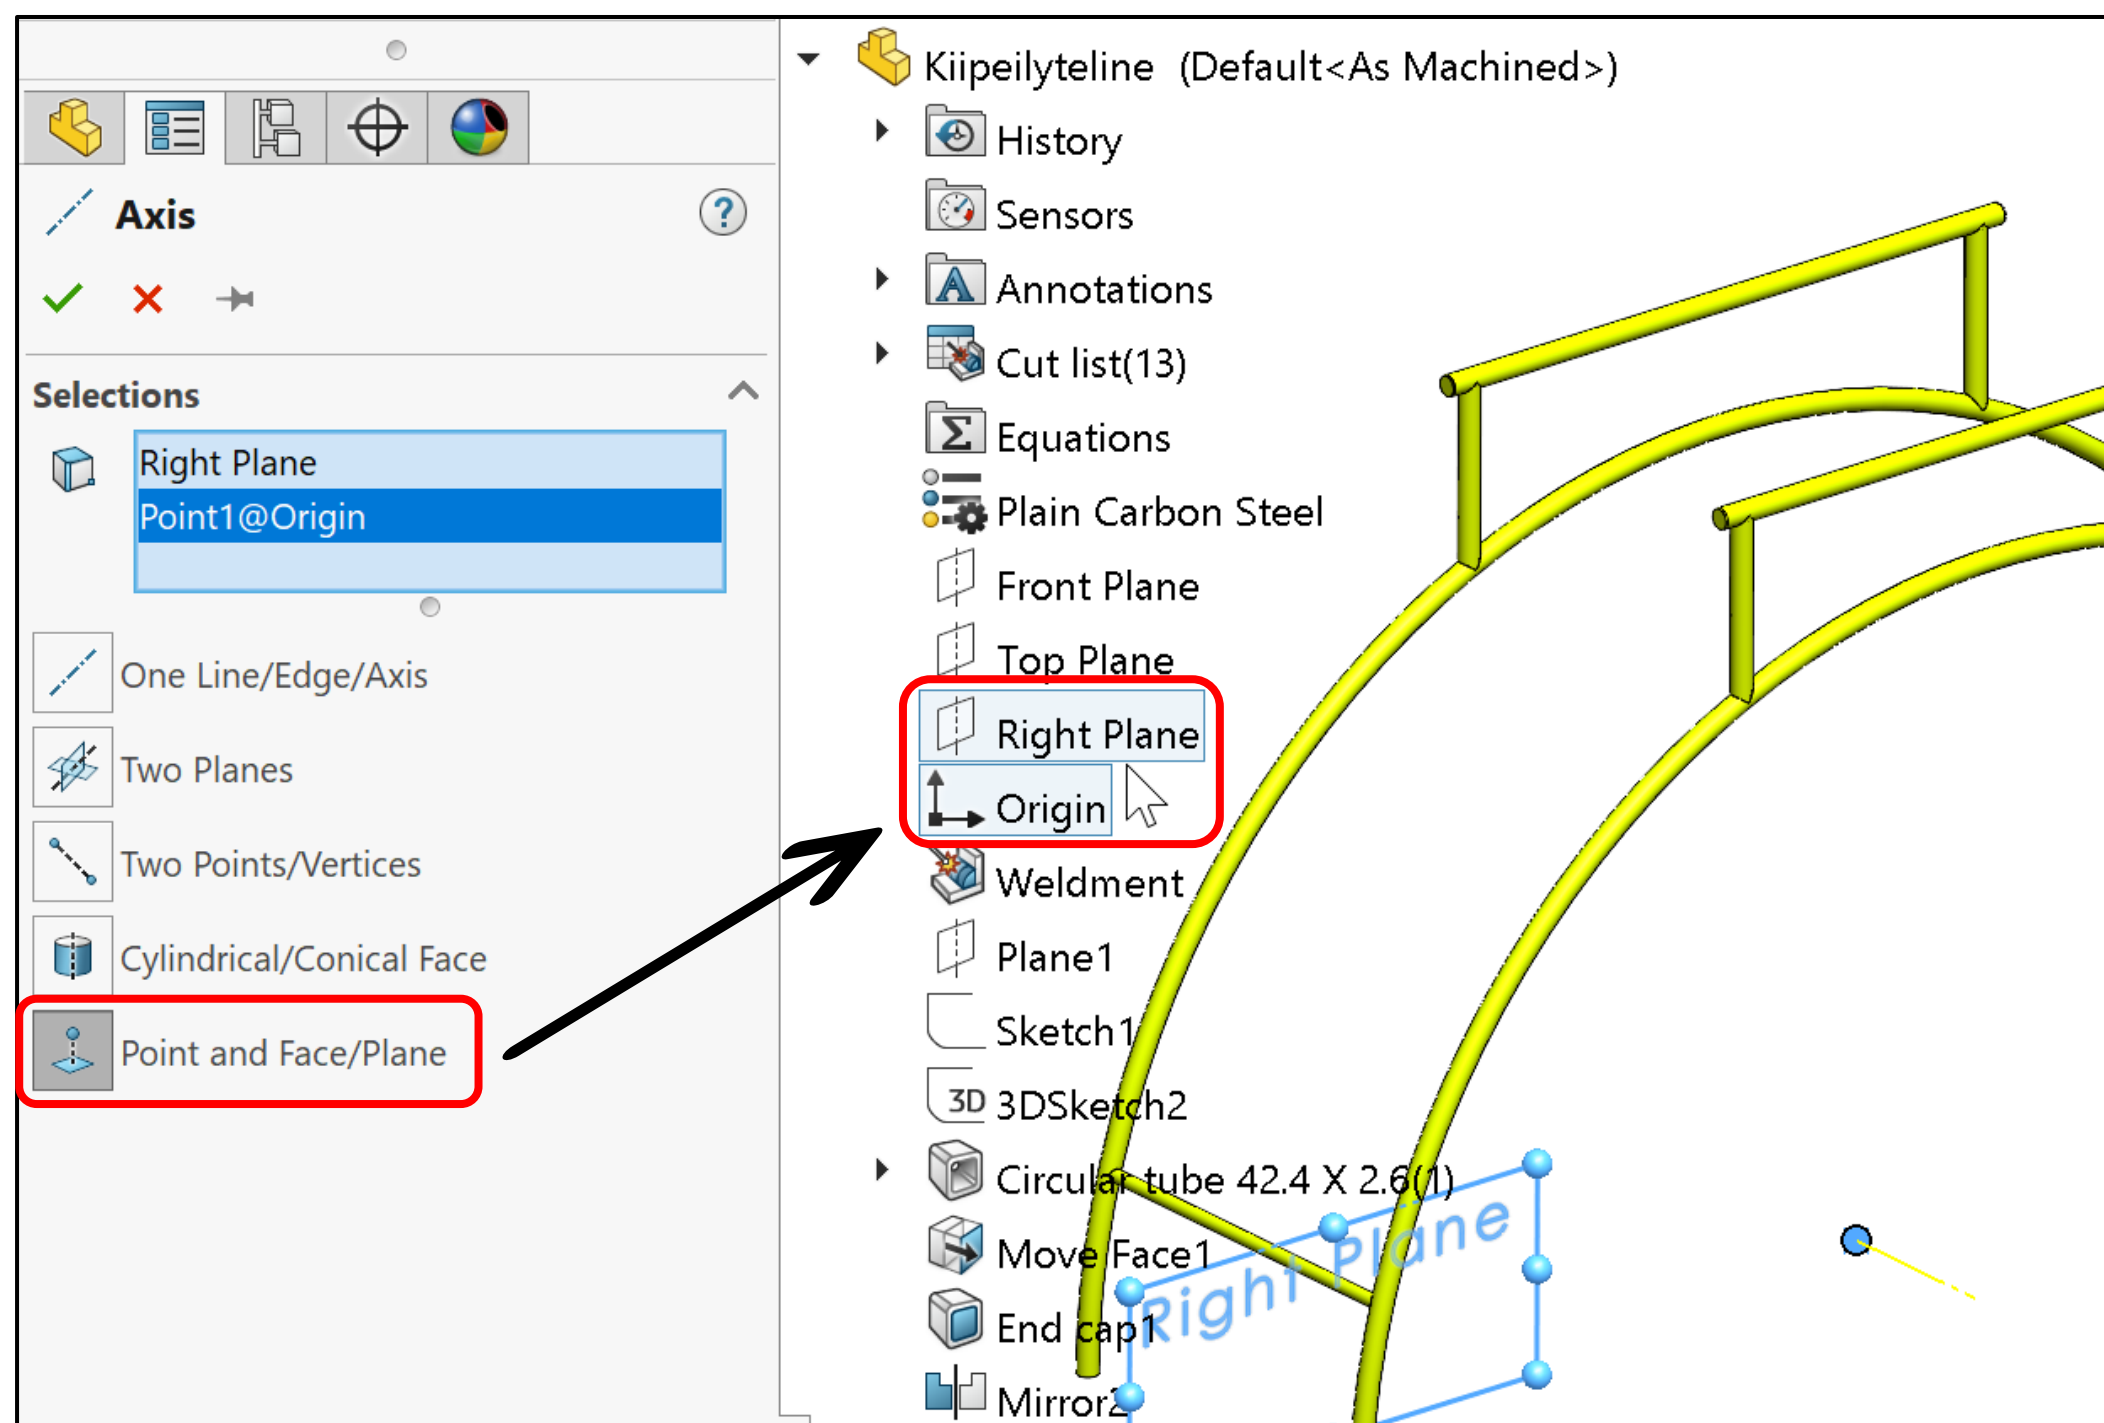 Axis
?
Selections
Right Plane
Point1@Origin
One Line/Edge/Axis
Two Planes
Two Points/Vertices
Cylindrical/Conical Face
Point and Face/Plane
Kiipeilyteline (Default<As Machined>)
History
Sensors
A Annotations
Cut list(13)
Σ Equations
Plain Carbon Steel
Front Plane
Top Plane
Right Plane
Origin
Weldment
Plane1
Sketch1
3D 3DSketch2
Circular tube 42.4 X 2.6(1)
Move Face1
End cap1
Mirror2
Right Plane